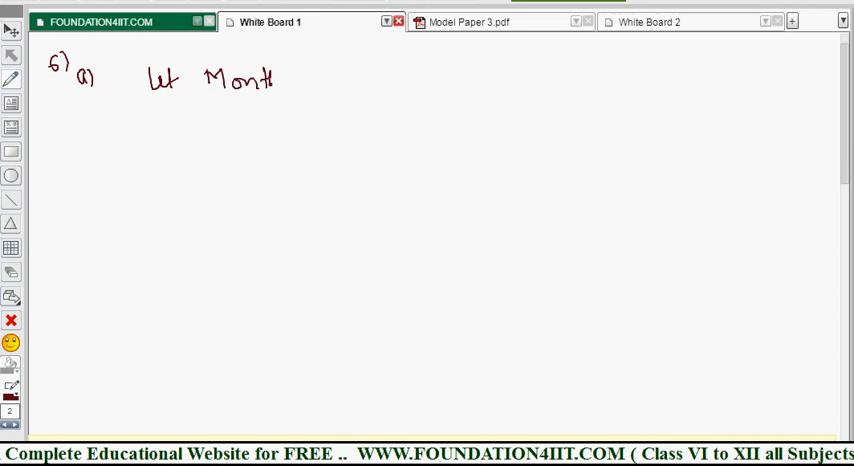 FOUNDATION4IIT.COM
White Board 1
Model Paper 3.pdf
White Board 2
6)
a) Let Month
2
Complete Educational Website for FREE .. WWW.FOUNDATION4IIT.COM ( Class VI to XII all Subjects